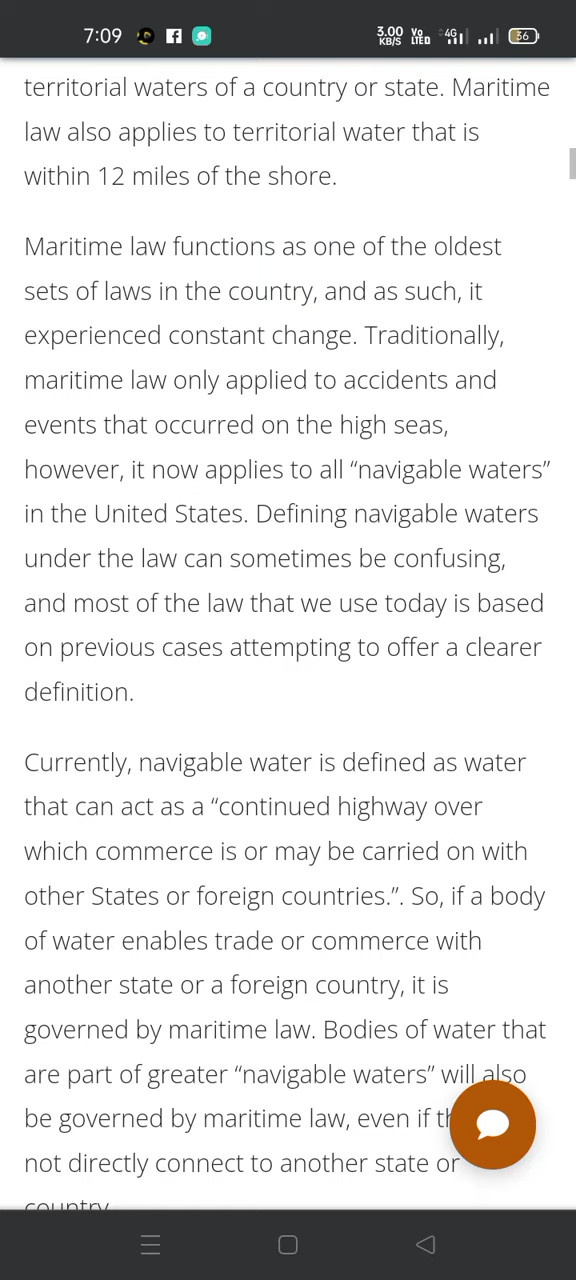 7:09
3.00 KB/S Vo LTED 4G 36
territorial waters of a country or state. Maritime
law also applies to territorial water that is
within 12 miles of the shore.
Maritime law functions as one of the oldest
sets of laws in the country, and as such, it
experienced constant change. Traditionally,
maritime law only applied to accidents and
events that occurred on the high seas,
however, it now applies to all “navigable waters”
in the United States. Defining navigable waters
under the law can sometimes be confusing,
and most of the law that we use today is based
on previous cases attempting to offer a clearer
definition.
Currently, navigable water is defined as water
that can act as a “continued highway over
which commerce is or may be carried on with
other States or foreign countries.”. So, if a body
of water enables trade or commerce with
another state or a foreign country, it is
governed by maritime law. Bodies of water that
are part of greater “navigable waters” will also
be governed by maritime law, even if
not directly connect to another state or
country